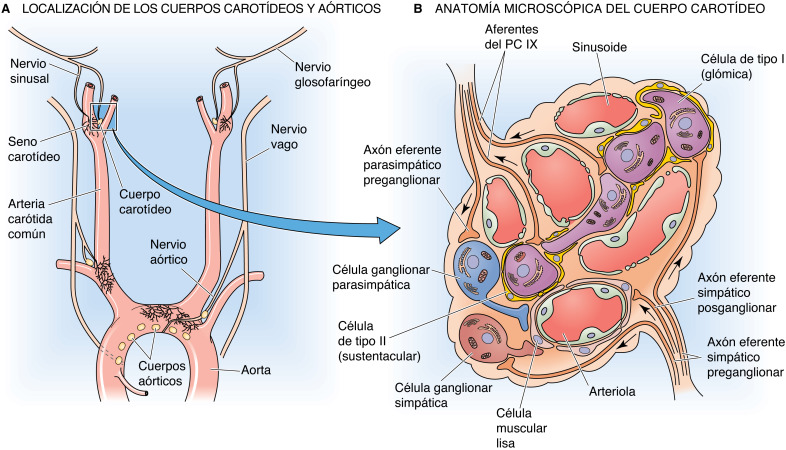 A LOCALIZACIÓN DE LOS CUERPOS CAROTÍDEOS Y AÓRTICOS
Nervio
sinusal
Nervio
glosofaríngeo
Seno
carotídeo
Nervio
vago
Cuerpo
carotídeo
Arteria
carótida
común
Nervio
aórtico
Cuerpos
aórticos
Aorta
B ANATOMÍA MICROSCÓPICA DEL CUERPO CAROTÍDEO
Aferentes
del PC IX
Sinusoide
Célula de tipo I
(glómica)
Axón eferente
parasimpático
preganglionar
Célula ganglionar
parasimpática
Célula
de tipo II
(sustentacular)
Célula ganglionar
simpática
Célula
muscular
lisa
Arteriola
Axón eferente
simpático
posganglionar
Axón eferente
simpático
preganglionar